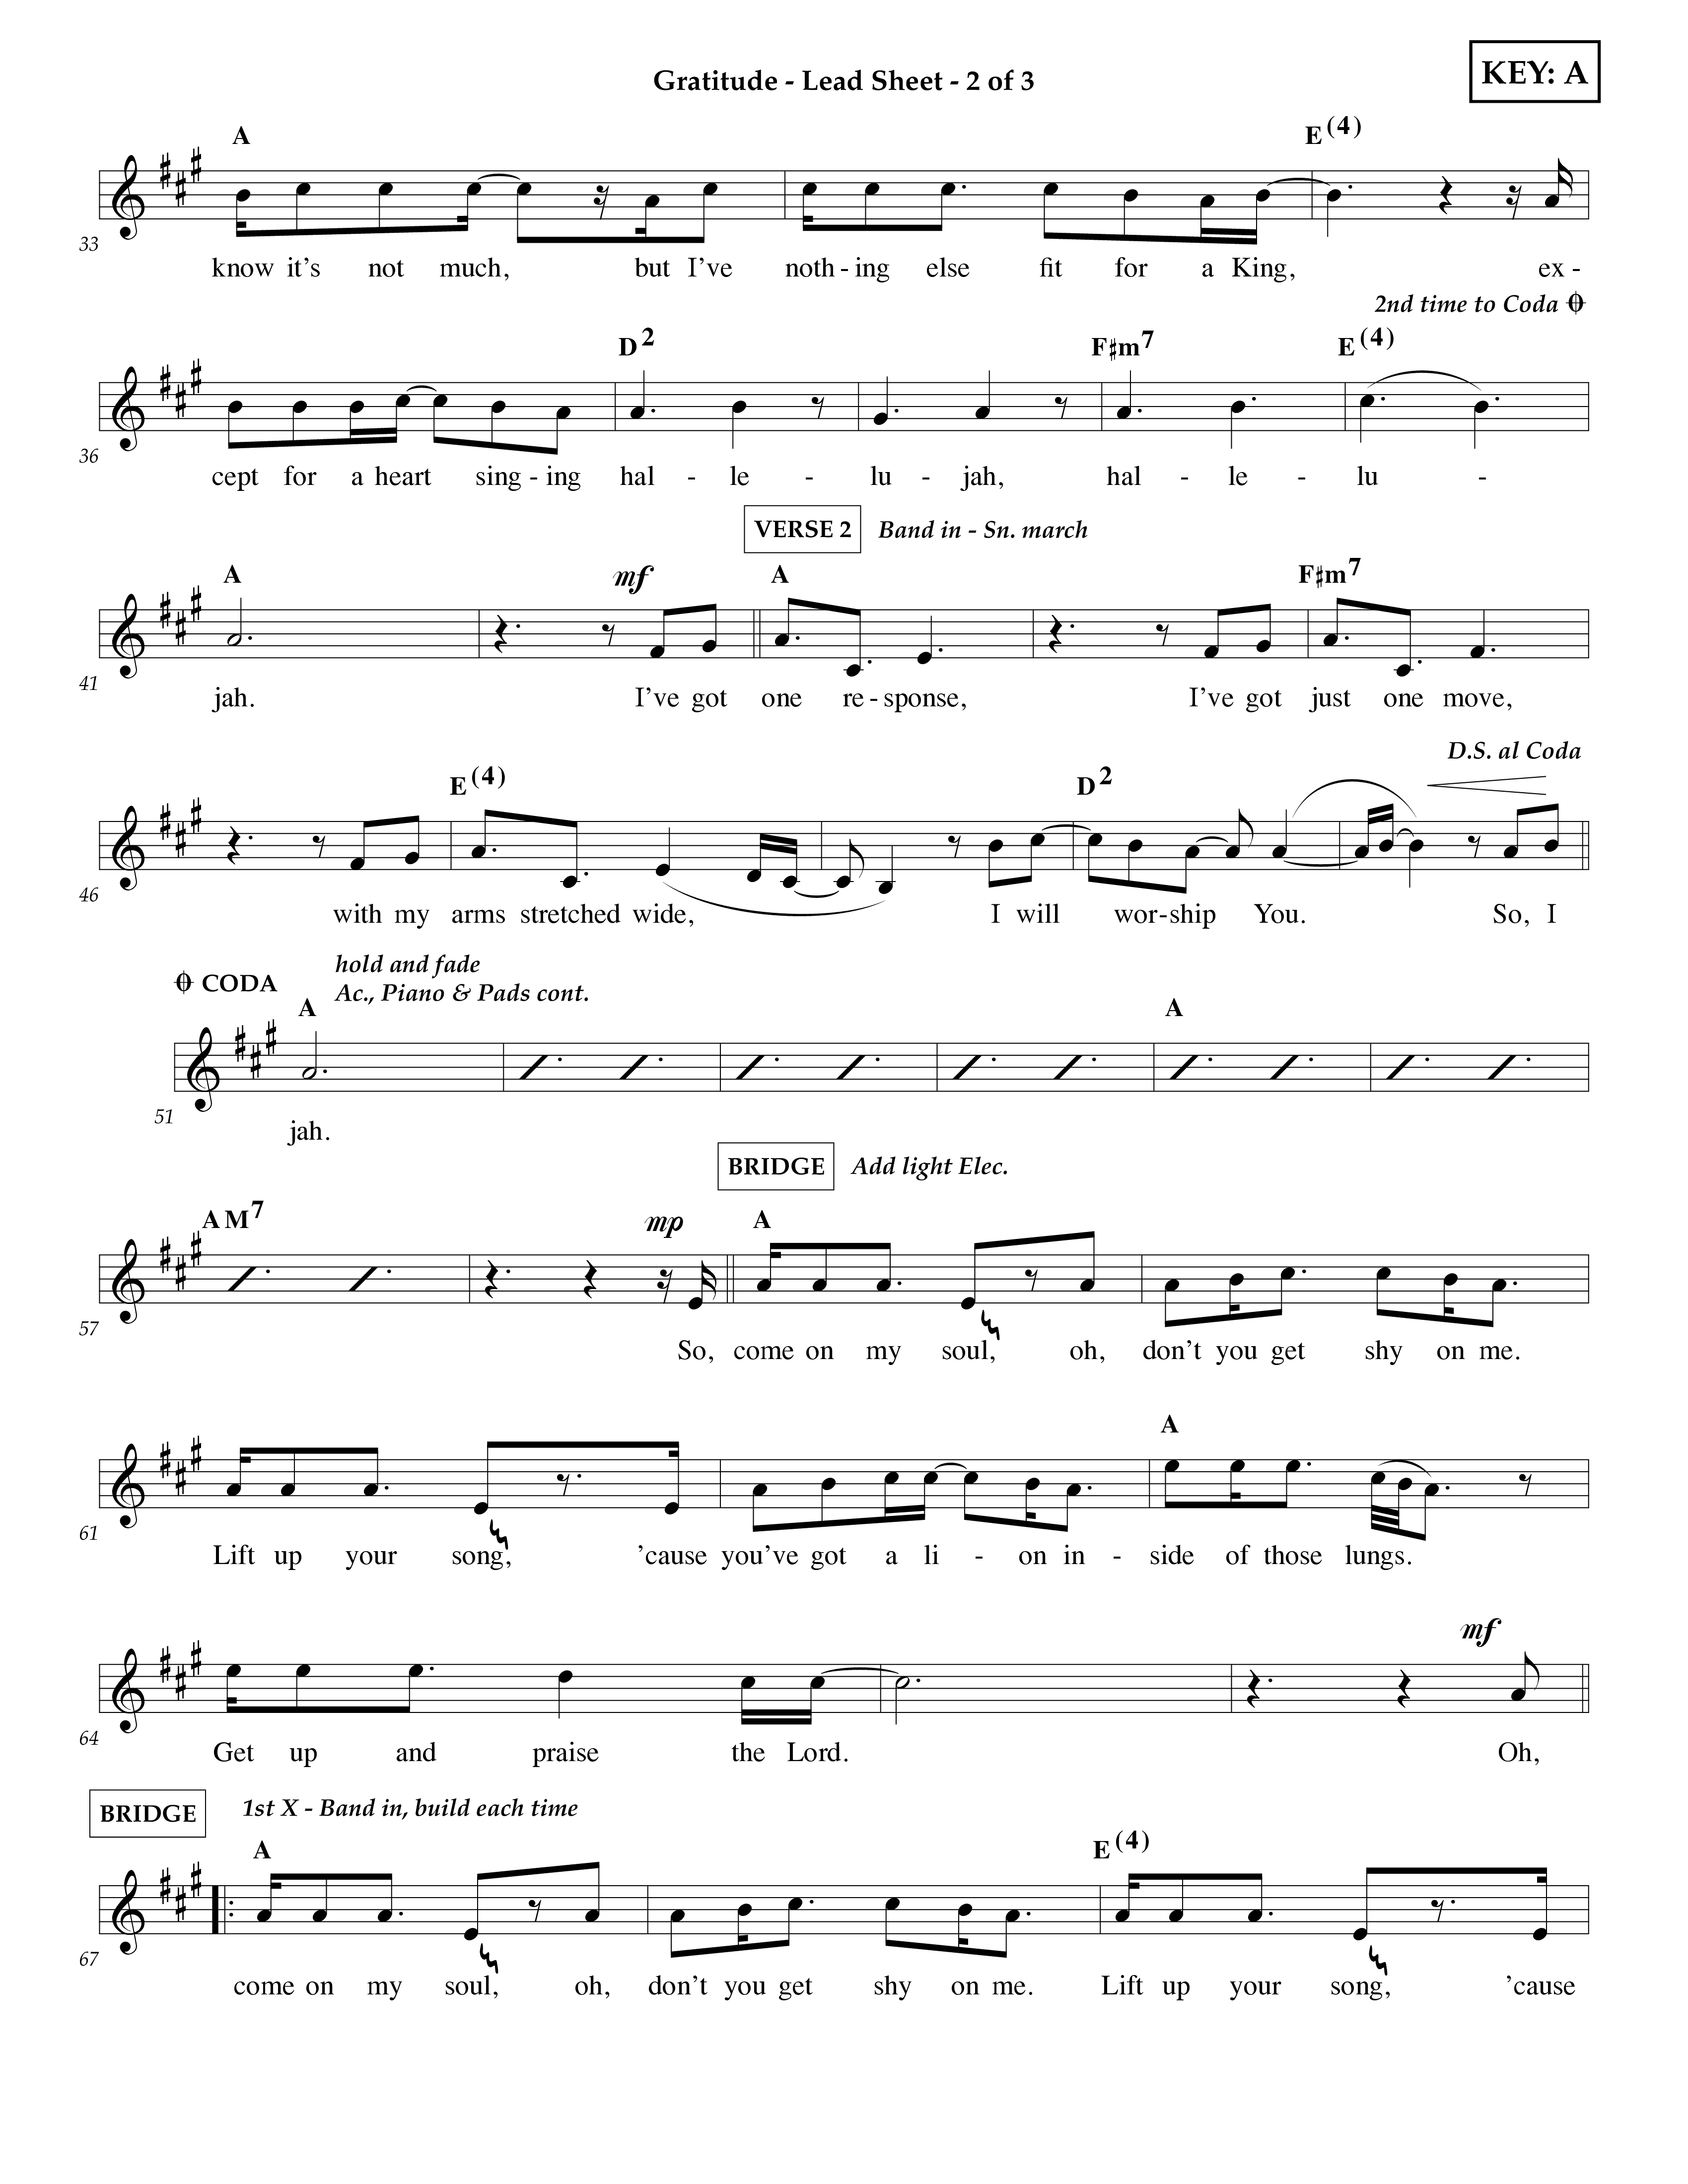 Gratitude - Lead Sheet - 2 of 3
KEY: A
A E(4)
33
know it's not much, but I've noth - ing else fit for a King, ex -
2nd time to Coda
D2 F♯m7 E(4)
36
cept for a heart sing - ing hal - le - lu - jah, hal - le - lu -
VERSE 2 Band in - Sn. march
A mf A F♯m7
41
jah. I've got one re - sponse, I've got just one move,
D.S. al Coda
E(4) D2
46
with my arms stretched wide, I will wor - ship You. So, I
CODA hold and fade
Ac., Piano & Pads cont.
A A
51
jah.
BRIDGE Add light Elec.
A M7 mp A
57
So, come on my soul, oh, don't you get shy on me.
A
61
Lift up your song, 'cause you've got a li - on in - side of those lungs.
mf
64
Get up and praise the Lord. Oh,
BRIDGE 1st X - Band in, build each time
A E(4)
67
come on my soul, oh, don't you get shy on me. Lift up your song, 'cause